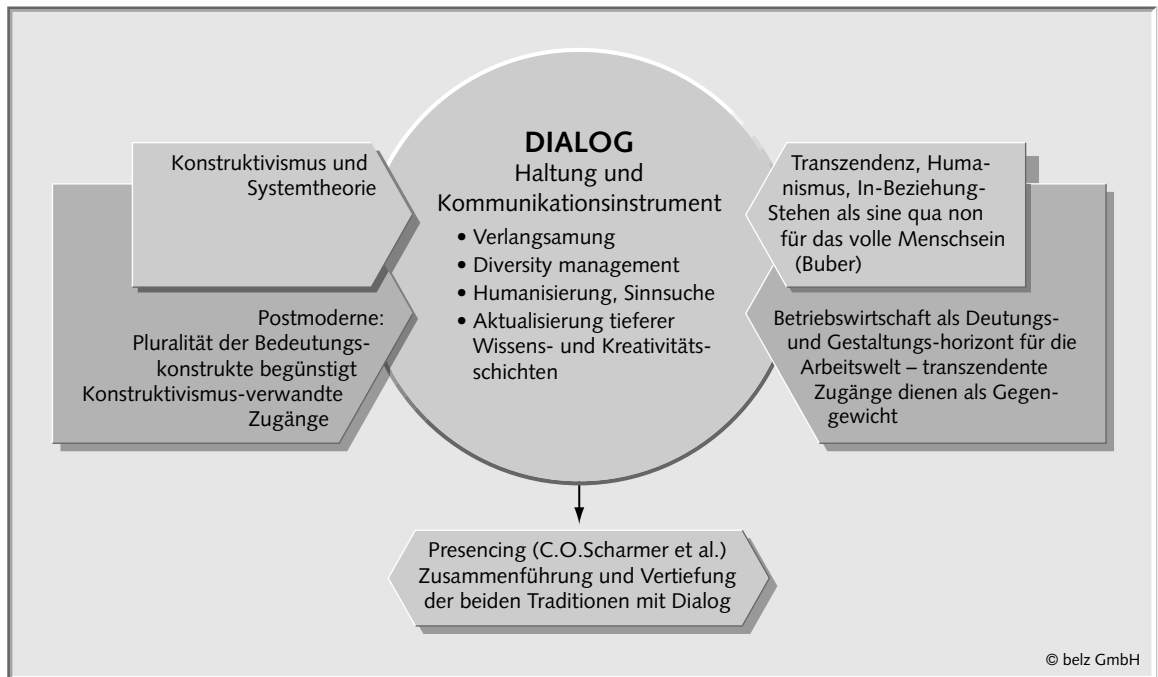 DIALOG
Haltung und
Kommunikationsinstrument
• Verlangsamung
• Diversity management
• Humanisierung, Sinnsuche
• Aktualisierung tieferer
Wissens- und Kreativitäts-
schichten
Konstruktivismus und
Systemtheorie
Postmoderne:
Pluralität der Bedeutungs-
konstrukte begünstigt
Konstruktivismus-verwandte
Zugänge
Transzendenz, Huma-
nismus, In-Beziehung-
Stehen als sine qua non
für das volle Menschsein
(Buber)
Betriebswirtschaft als Deutungs-
und Gestaltungs-horizont für die
Arbeitswelt – transzendente
Zugänge dienen als Gegen-
gewicht
Presencing (C.O.Scharmer et al.)
Zusammenführung und Vertiefung
der beiden Traditionen mit Dialog
© belz GmbH